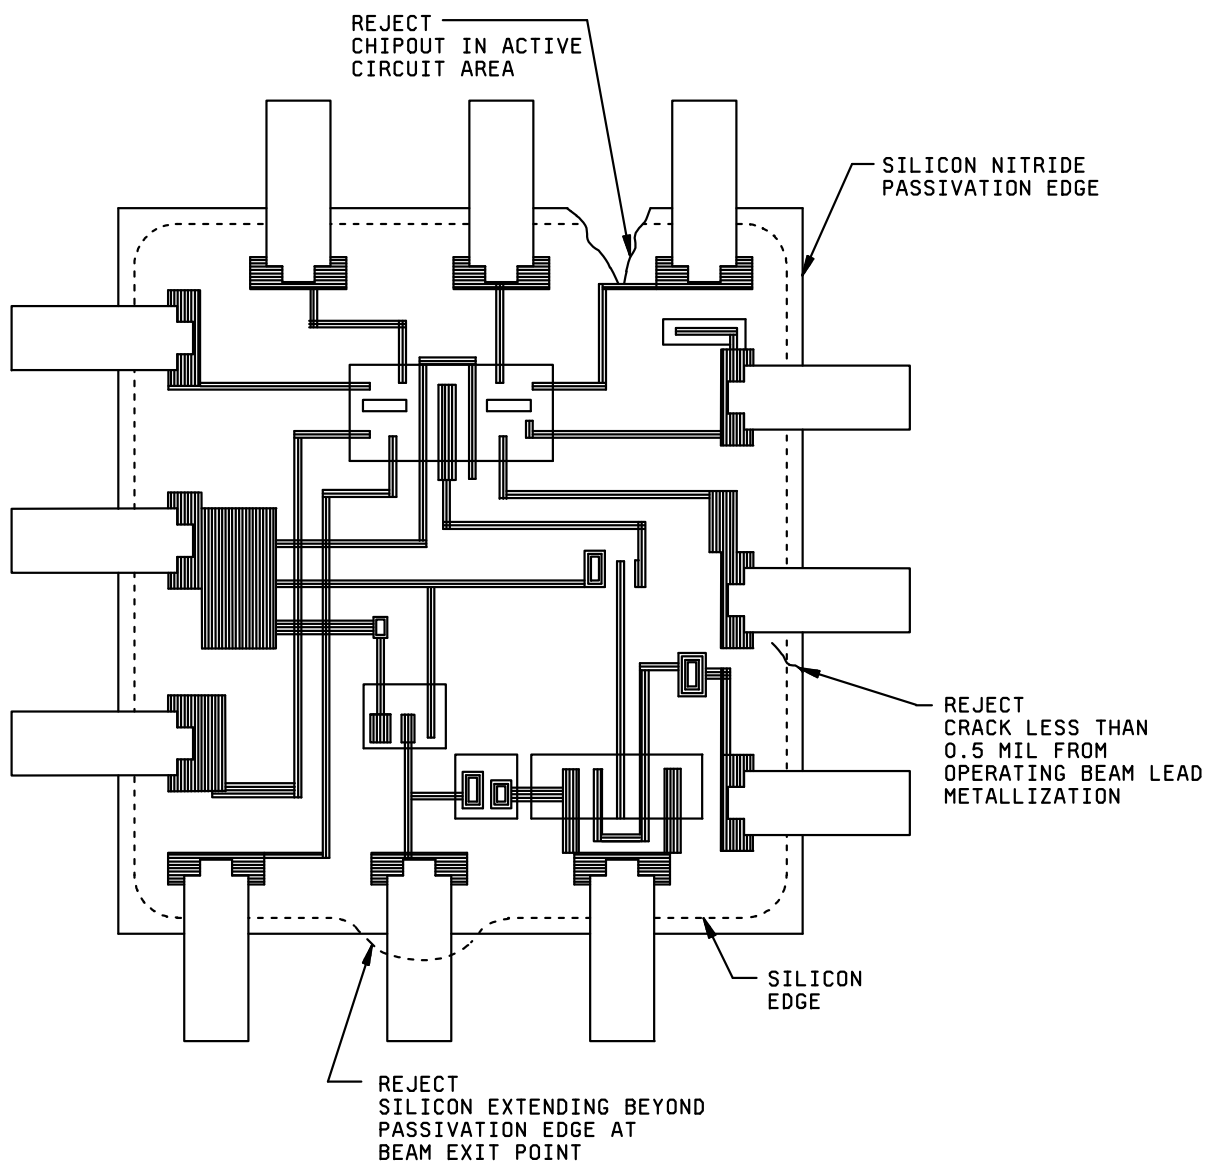 REJECT
CHIPOUT IN ACTIVE
CIRCUIT AREA
SILICON NITRIDE
PASSIVATION EDGE
REJECT
CRACK LESS THAN
0.5 MIL FROM
OPERATING BEAM LEAD
METALLIZATION
SILICON
EDGE
REJECT
SILICON EXTENDING BEYOND
PASSIVATION EDGE AT
BEAM EXIT POINT